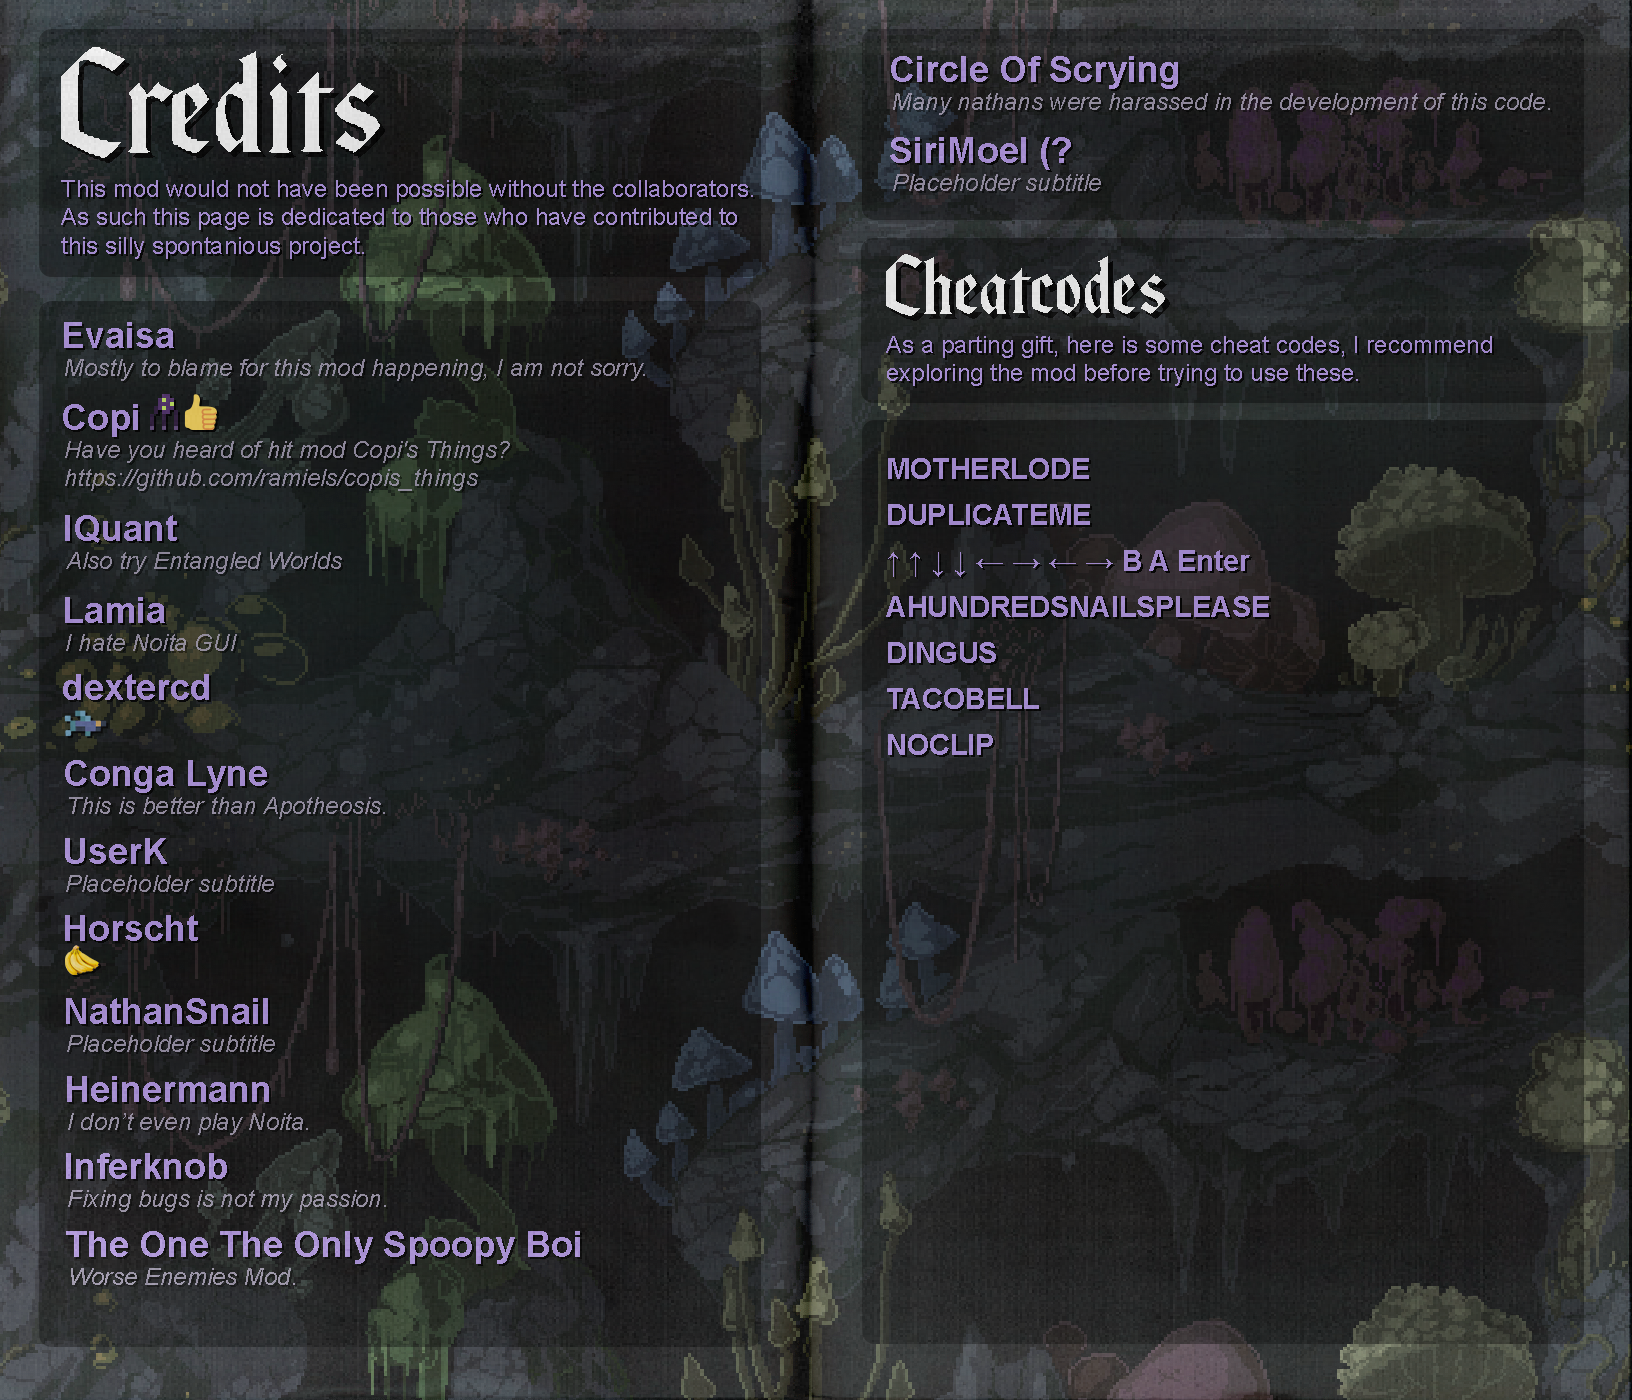 Credits
This mod would not have been possible without the collaborators.
As such this page is dedicated to those who have contributed to
this silly spontanious project.
Evaisa
Mostly to blame for this mod happening, I am not sorry.
Copi
Have you heard of hit mod Copi's Things?
https://github.com/ramiels/copis_things
IQuant
Also try Entangled Worlds
Lamia
I hate Noita GUI
dextercd
Conga Lyne
This is better than Apotheosis.
UserK
Placeholder subtitle
Horscht
NathanSnail
Placeholder subtitle
Heinermann
I don't even play Noita.
Inferknob
Fixing bugs is not my passion.
The One The Only Spoopy Boi
Worse Enemies Mod.
Circle Of Scrying
Many nathans were harassed in the development of this code.
SiriMoel (?
Placeholder subtitle
Cheatcodes
As a parting gift, here is some cheat codes, I recommend
exploring the mod before trying to use these.
MOTHERLODE
DUPLICATEME
↑ ↑ ↓ ↓ ← → ← → B A Enter
AHUNDREDSNAILSPLEASE
DINGUS
TACOBELL
NOCLIP